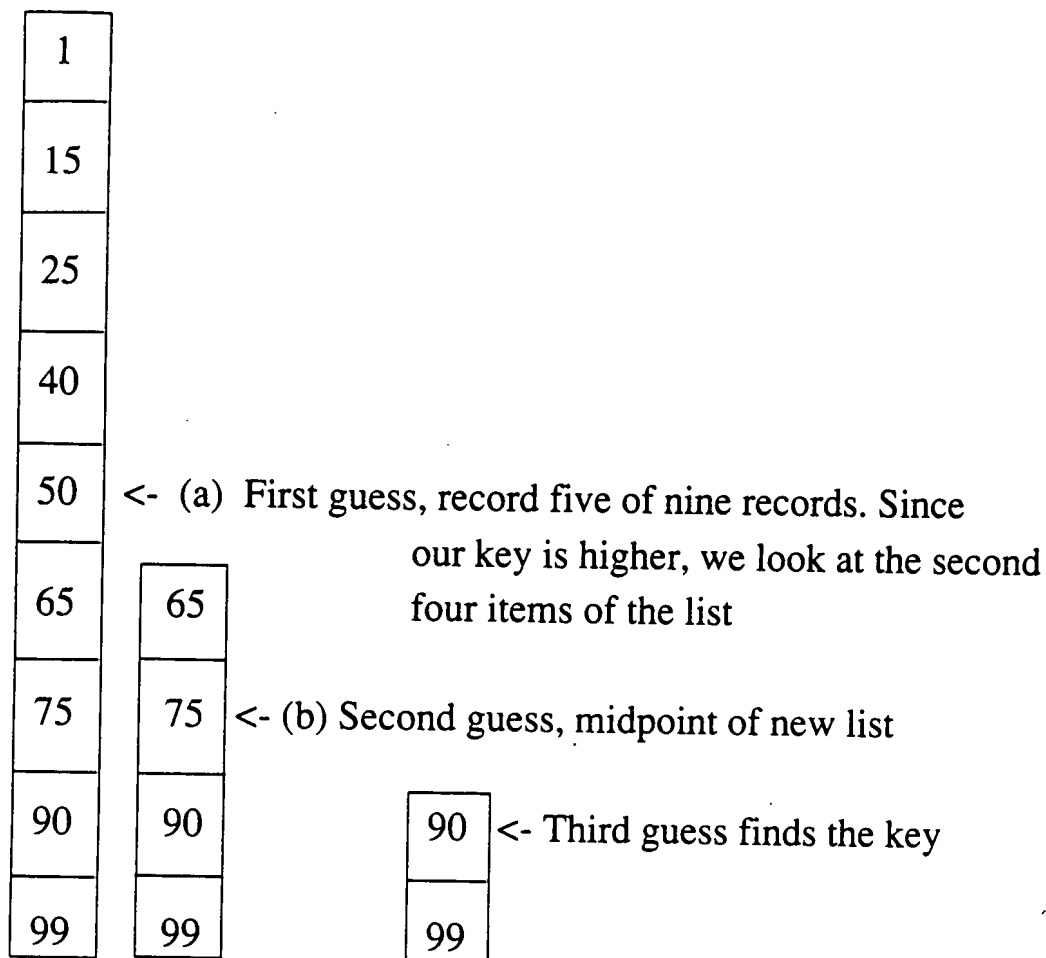 1
15
25
40
50 <- (a) First guess, record five of nine records. Since
our key is higher, we look at the second
65 65 four items of the list
75 75 <- (b) Second guess, midpoint of new list
90 90 90 <- Third guess finds the key
99 99 99